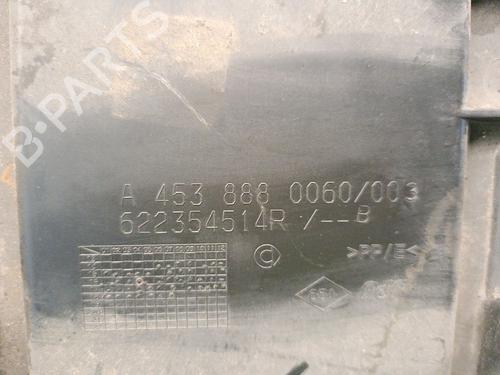 B-PARTS
A 453 888 0060/003
622354514R /--B
©
>PP/E<